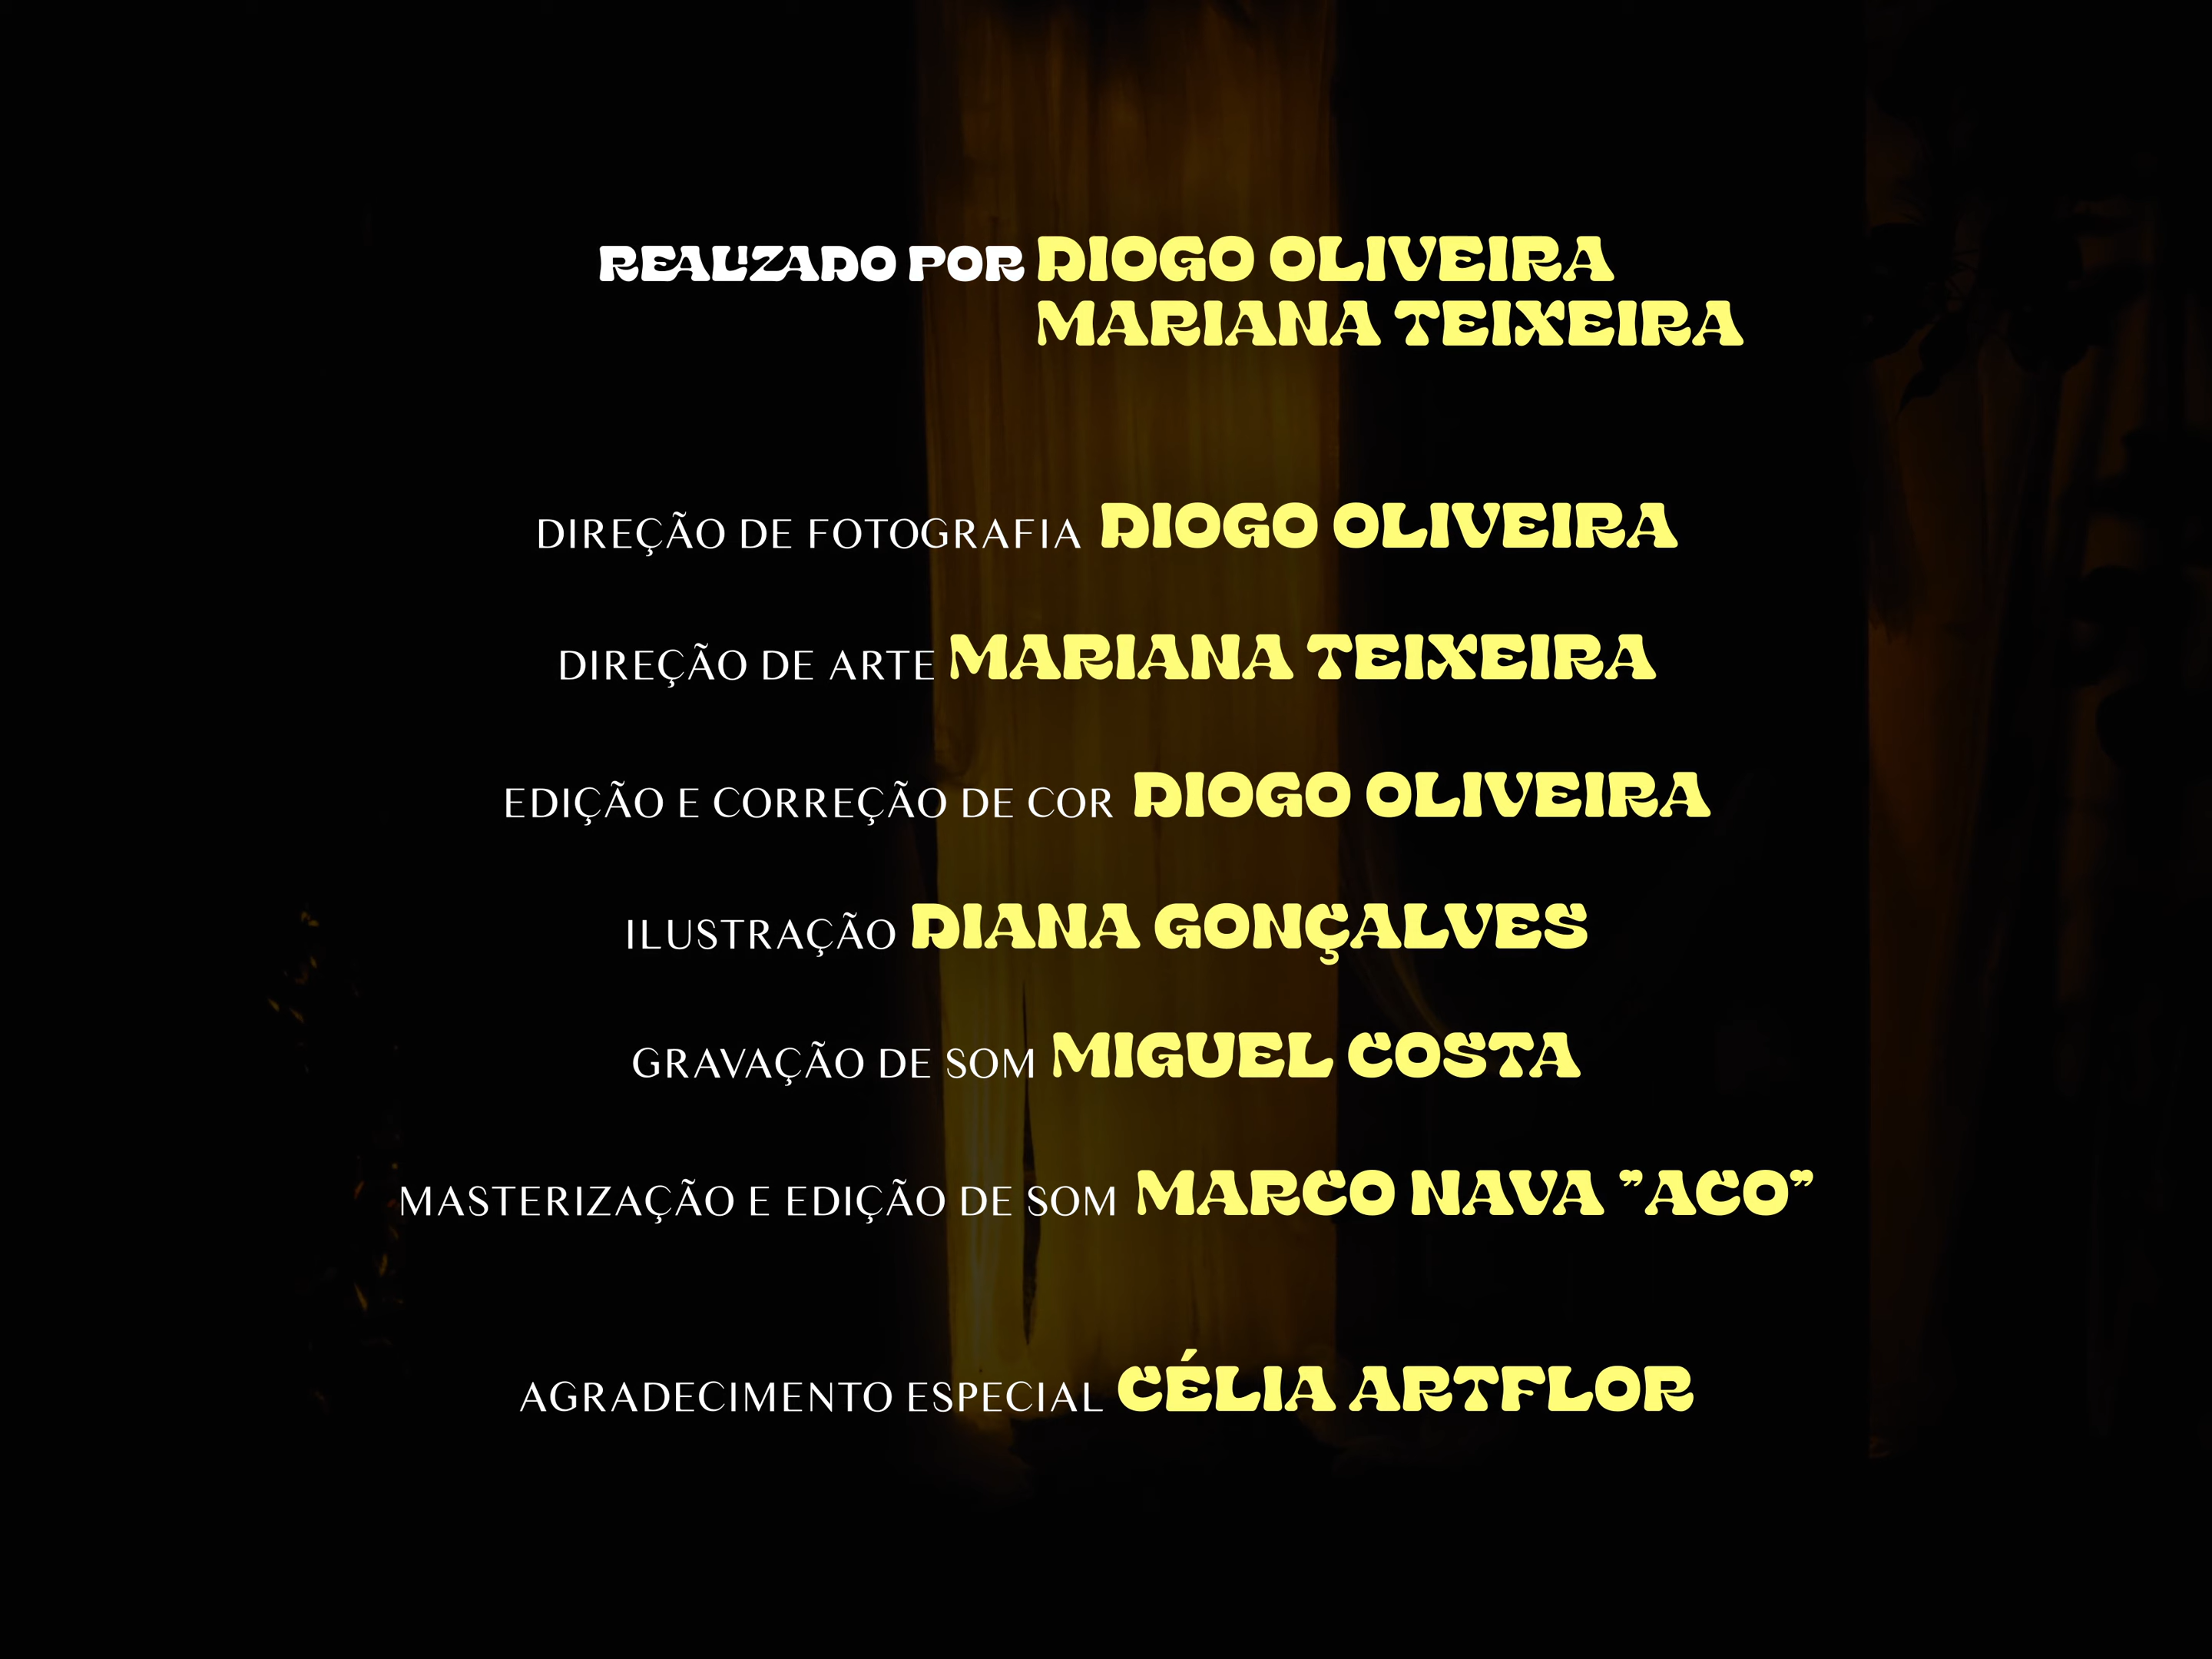 REALIZADO POR DIOGO OLIVEIRA
MARIANA TEIXEIRA
DIREÇÃO DE FOTOGRAFIA DIOGO OLIVEIRA
DIREÇÃO DE ARTE MARIANA TEIXEIRA
EDIÇÃO E CORREÇÃO DE COR DIOGO OLIVEIRA
ILUSTRAÇÃO DIANA GONÇALVES
GRAVAÇÃO DE SOM MIGUEL COSTA
MASTERIZAÇÃO E EDIÇÃO DE SOM MARCO NAVA ”ACO”
AGRADECIMENTO ESPECIAL CÉLIA ARTFLOR